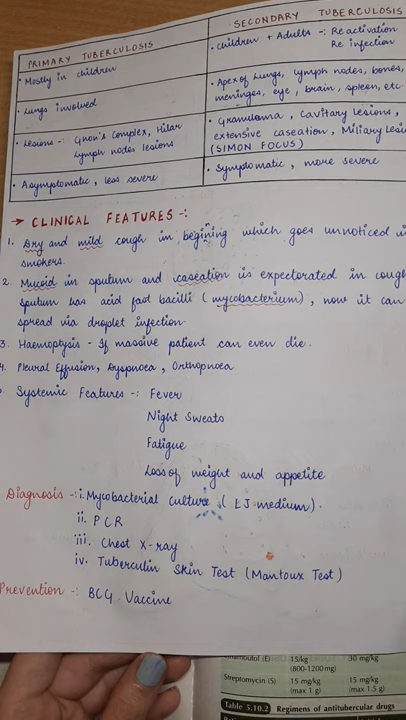 PRIMARY TUBERCULOSIS
SECONDARY TUBERCULOSIS
• Mostly in children
• Children + Adults -: Reactivation
Re infection
• Lungs involved
• Apex of Lungs, lymph nodes, bones,
meninges, eye, brain, spleen, etc
• Lesions -: Ghon's Complex, Hilar
lymph nodes lesions
• Granuloma, Cavitary lesions,
extensive caseation, Miliary
(SIMON FOCUS)
• Asymptomatic, less severe
• Symptomatic, more severe
→ CLINICAL FEATURES -:
1. Dry and mild cough in begining which goes unnoticed
smokers.
2. Mucoid in sputum and caseation is expectorated in cough
Sputum has acid fast bacilli (mycobacterium), now it can
spread via droplet infection.
3. Haemoptysis - If massive patient can even die.
4. Pleural Effusion, Dyspnoea, Orthopnoea
Systemic Features -: Fever
Night Sweats
Fatigue
Loss of weight and appetite
Diagnosis -: i. Mycobacterial culture (LJ medium).
ii. PCR
iii. Chest X-ray
iv. Tuberculin Skin Test (Mantoux Test)
Prevention -: BCG Vaccine
(E) 15/kg 30 mg/kg
(800-1200mg)
Streptomycin (S) 15 mg/kg 15 mg/kg
(max 1 g) (max 1.5 g)
Table 5.10.2 Regimens of antitubercular drugs